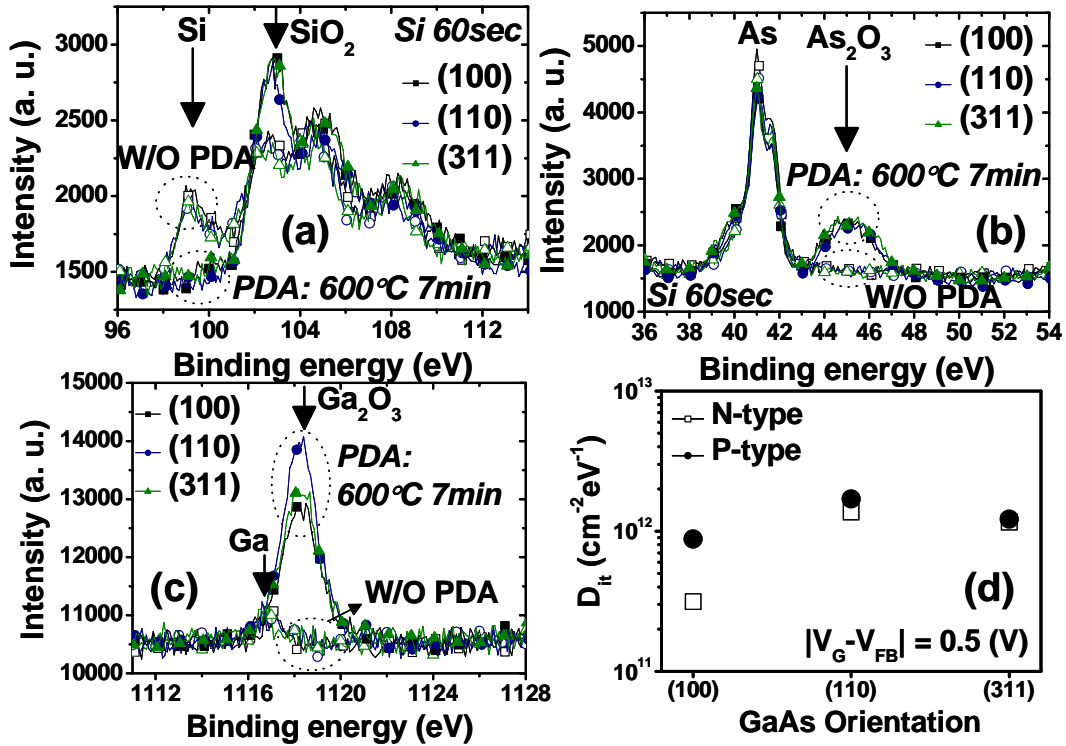 Si
SiO2
Si 60sec
(100)
(110)
(311)
W/O PDA
(a)
PDA: 600°C 7min
3000
2500
2000
1500
96 100 104 108 112
Intensity (a. u.)
Binding energy (eV)
As
As2O3
(100)
(110)
(311)
PDA: 600°C 7min
(b)
Si 60sec
W/O PDA
5000
4000
3000
2000
1000
36 38 40 42 44 46 48 50 52 54
Intensity (a. u.)
Binding energy (eV)
15000
14000
13000
12000
11000
10000
(100)
(110)
(311)
Ga2O3
PDA:
600°C 7min
Ga
(c)
W/O PDA
1112 1116 1120 1124 1128
Intensity (a. u.)
Binding energy (eV)
10^13
10^12
10^11
N-type
P-type
(d)
|VG-VFB| = 0.5 (V)
(100) (110) (311)
Dit (cm-2eV-1)
GaAs Orientation